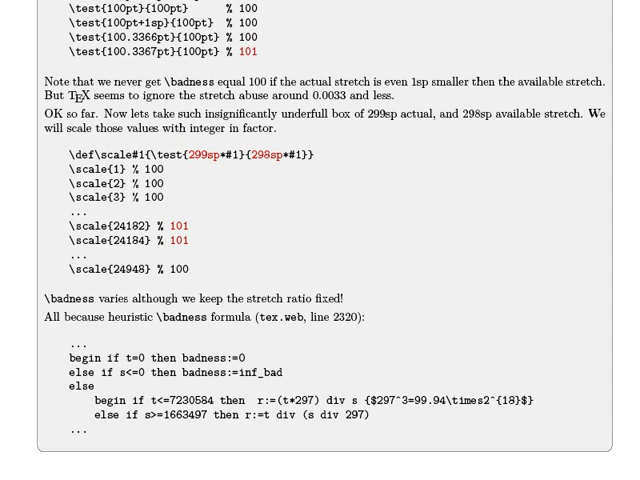 \test{100pt}{100pt} % 100
\test{100pt+1sp}{100pt} % 100
\test{100.3366pt}{100pt} % 100
\test{100.3367pt}{100pt} % 101
Note that we never get \badness equal 100 if the actual stretch is even 1sp smaller then the available stretch.
But TEX seems to ignore the stretch abuse around 0.0033 and less.
OK so far. Now lets take such insignificantly underfull box of 299sp actual, and 298sp available stretch. We
will scale those values with integer in factor.
\def\scale#1{\test{299sp*#1}{298sp*#1}}
\scale{1} % 100
\scale{2} % 100
\scale{3} % 100
...
\scale{24182} % 101
\scale{24184} % 101
...
\scale{24948} % 100
\badness varies although we keep the stretch ratio fixed!
All because heuristic \badness formula (tex.web, line 2320):
...
begin if t=0 then badness:=0
else if s<=0 then badness:=inf_bad
else
begin if t<=7230584 then r:=(t*297) div s {$297^3=99.94\times2^{18}$}
else if s>=1663497 then r:=t div (s div 297)
...